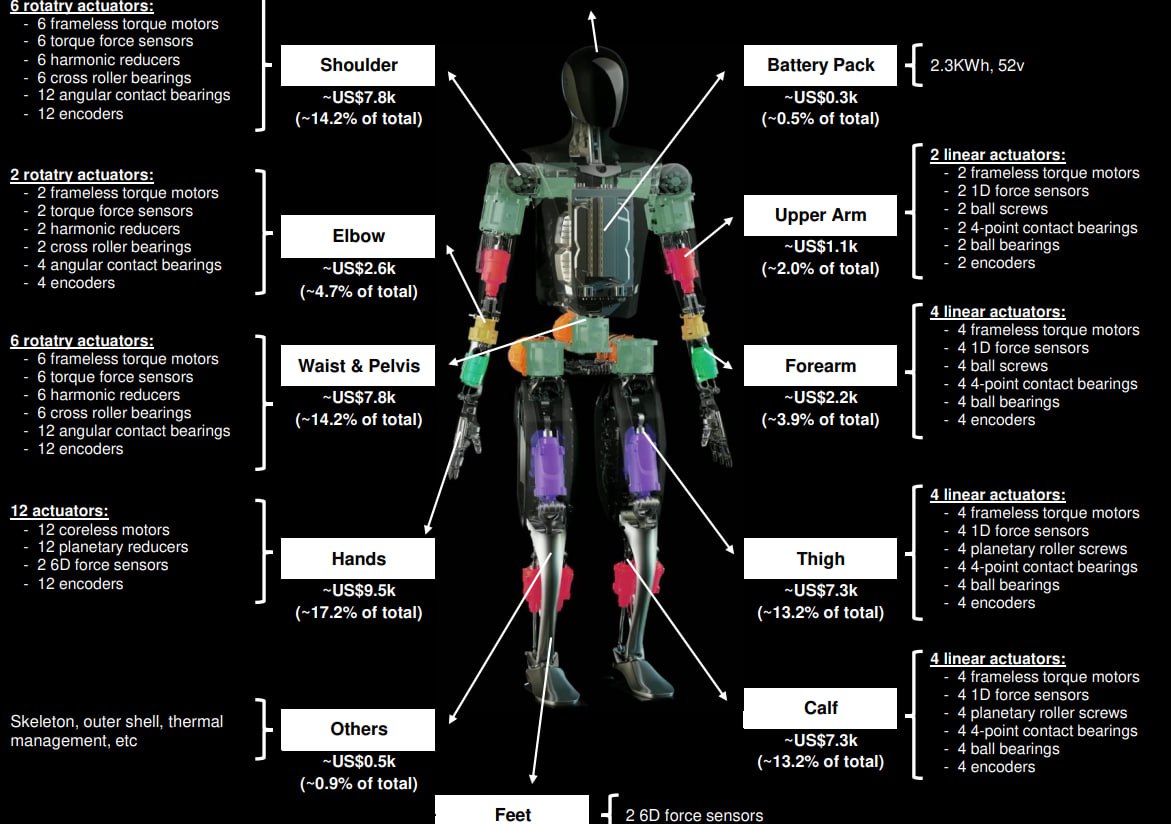 6 rotatry actuators:
- 6 frameless torque motors
- 6 torque force sensors
- 6 harmonic reducers
- 6 cross roller bearings
- 12 angular contact bearings
- 12 encoders
Shoulder
~US$7.8k
(~14.2% of total)
2 rotatry actuators:
- 2 frameless torque motors
- 2 torque force sensors
- 2 harmonic reducers
- 2 cross roller bearings
- 4 angular contact bearings
- 4 encoders
Elbow
~US$2.6k
(~4.7% of total)
6 rotatry actuators:
- 6 frameless torque motors
- 6 torque force sensors
- 6 harmonic reducers
- 6 cross roller bearings
- 12 angular contact bearings
- 12 encoders
Waist & Pelvis
~US$7.8k
(~14.2% of total)
12 actuators:
- 12 coreless motors
- 12 planetary reducers
- 2 6D force sensors
- 12 encoders
Hands
~US$9.5k
(~17.2% of total)
Skeleton, outer shell, thermal
management, etc
Others
~US$0.5k
(~0.9% of total)
Battery Pack
~US$0.3k
(~0.5% of total)
2.3KWh, 52v
Upper Arm
~US$1.1k
(~2.0% of total)
2 linear actuators:
- 2 frameless torque motors
- 2 1D force sensors
- 2 ball screws
- 2 4-point contact bearings
- 2 ball bearings
- 2 encoders
Forearm
~US$2.2k
(~3.9% of total)
4 linear actuators:
- 4 frameless torque motors
- 4 1D force sensors
- 4 ball screws
- 4 4-point contact bearings
- 4 ball bearings
- 4 encoders
Thigh
~US$7.3k
(~13.2% of total)
4 linear actuators:
- 4 frameless torque motors
- 4 1D force sensors
- 4 planetary roller screws
- 4 4-point contact bearings
- 4 ball bearings
- 4 encoders
Calf
~US$7.3k
(~13.2% of total)
4 linear actuators:
- 4 frameless torque motors
- 4 1D force sensors
- 4 planetary roller screws
- 4 4-point contact bearings
- 4 ball bearings
- 4 encoders
Feet
2 6D force sensors